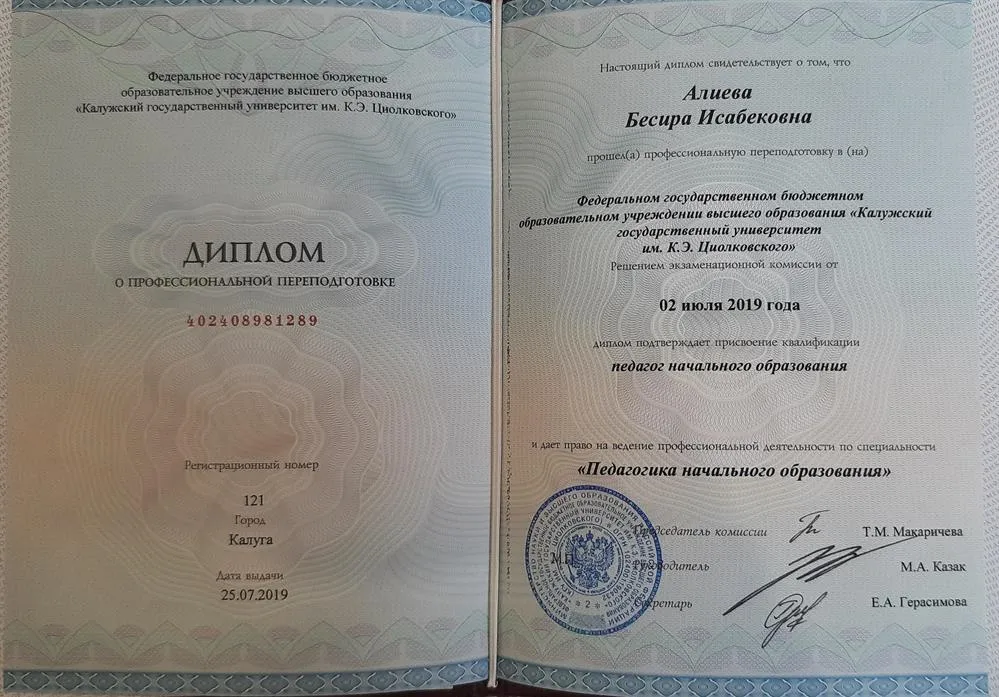 Федеральное государственное бюджетное
образовательное учреждение высшего образования
«Калужский государственный университет им. К.Э. Циолковского»
ДИПЛОМ
О ПРОФЕССИОНАЛЬНОЙ ПЕРЕПОДГОТОВКЕ
402408981289
Регистрационный номер
121
Город
Калуга
Дата выдачи
25.07.2019
Настоящий диплом свидетельствует о том, что
Алиева
Бесира Исабековна
прошел(а) профессиональную переподготовку в (на)
Федеральном государственном бюджетном
образовательном учреждении высшего образования «Калужский
государственный университет
им. К.Э. Циолковского»
Решением экзаменационной комиссии от
02 июля 2019 года
диплом подтверждает присвоение квалификации
педагог начального образования
и дает право на ведение профессиональной деятельности по специальности
«Педагогика начального образования»
Председатель комиссии Т.М. Макаричева
М.П. Руководитель М.А. Казак
Секретарь Е.А. Герасимова